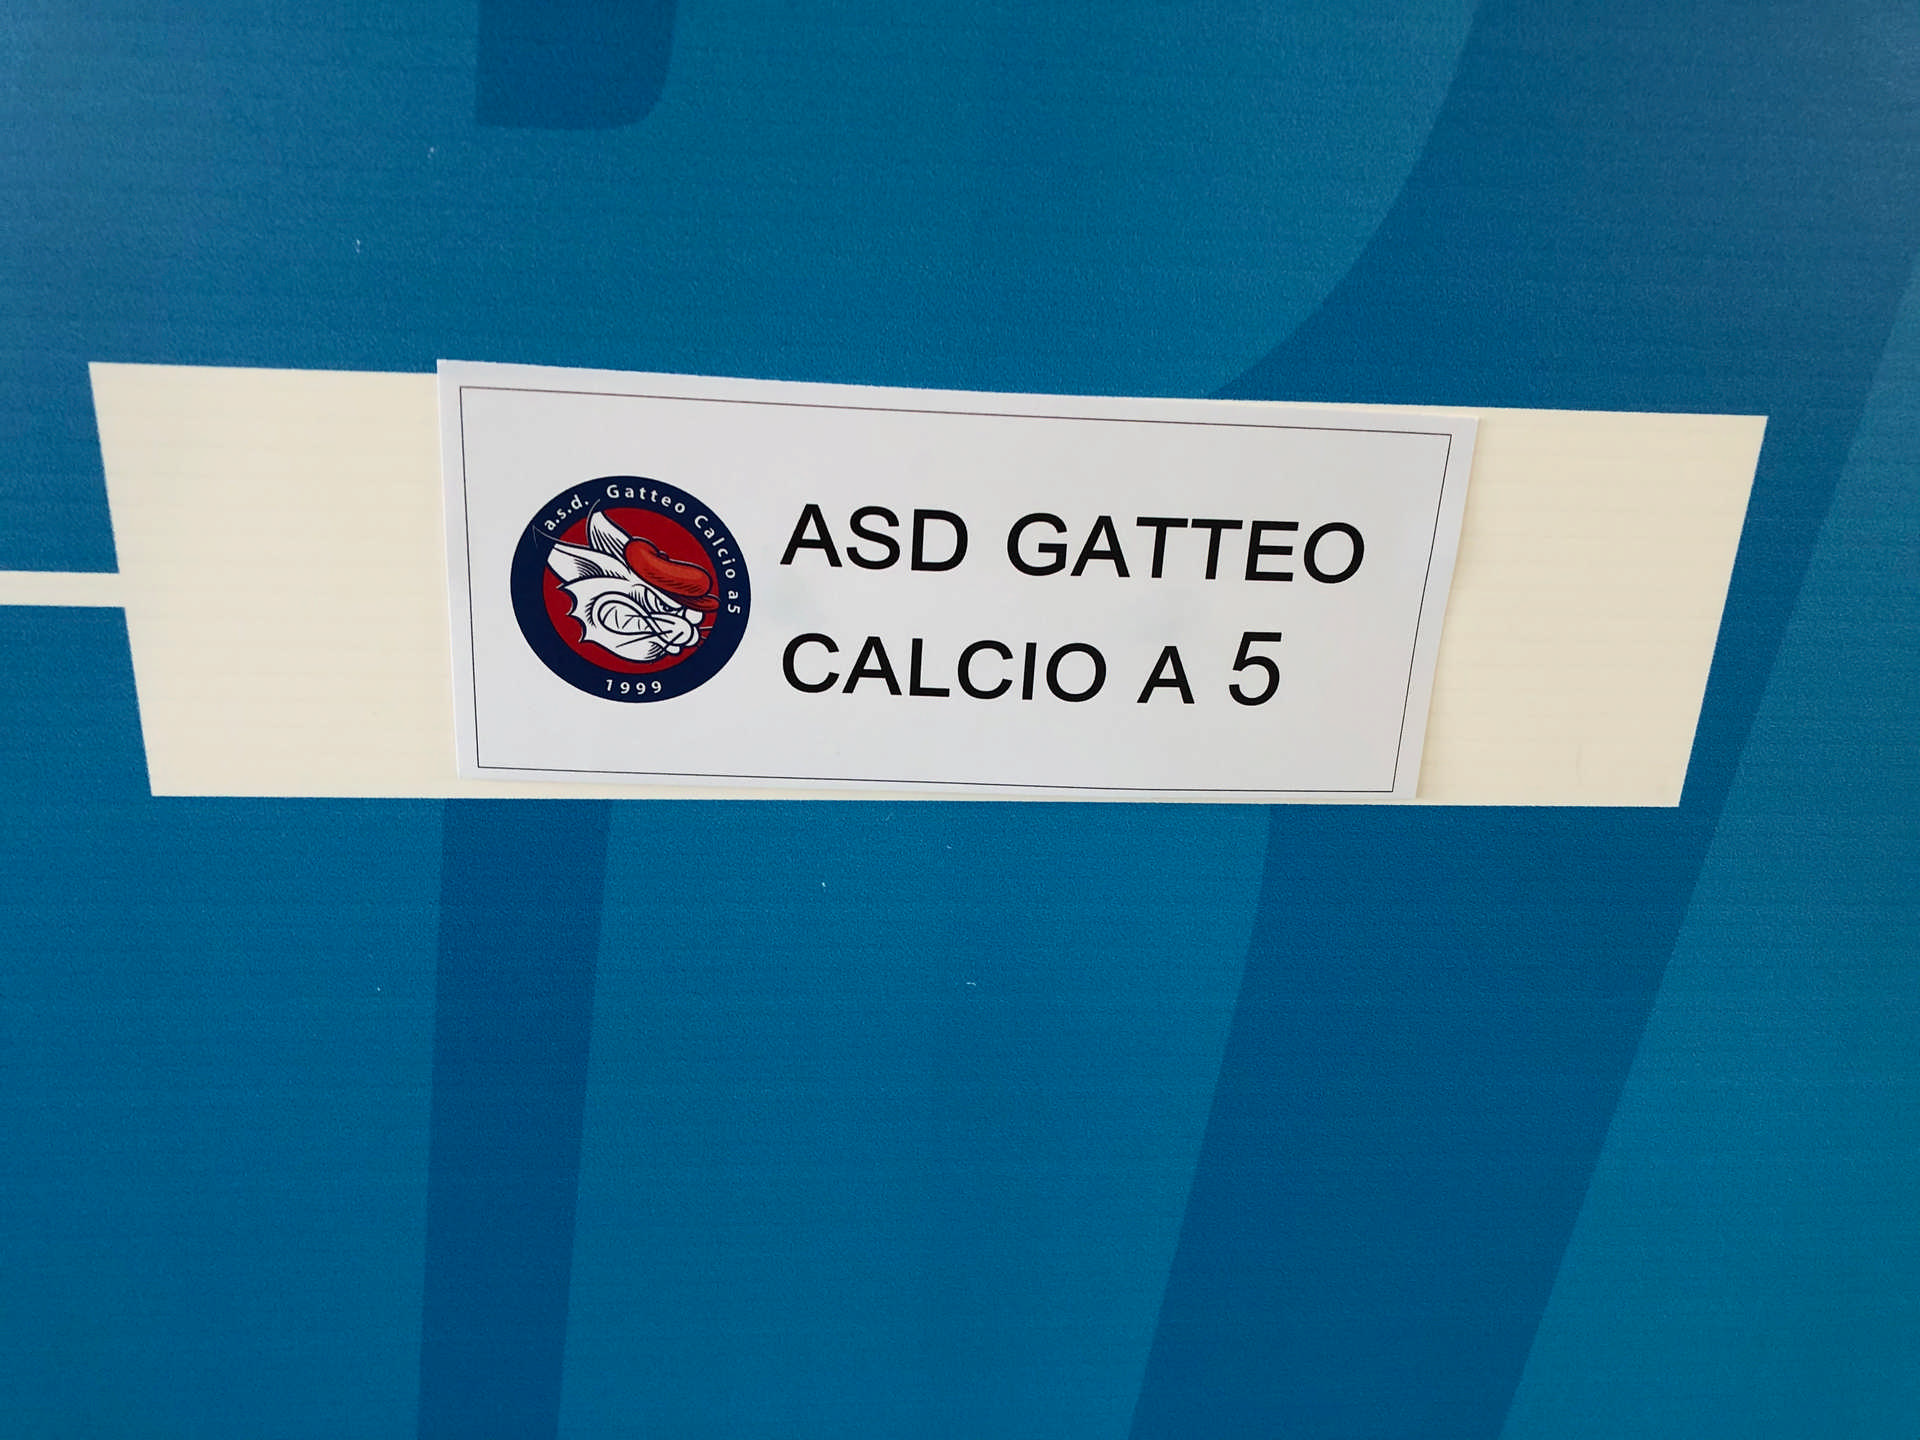 a.s.d. Gatteo Calcio a5
1999
ASD GATTEO
CALCIO A 5